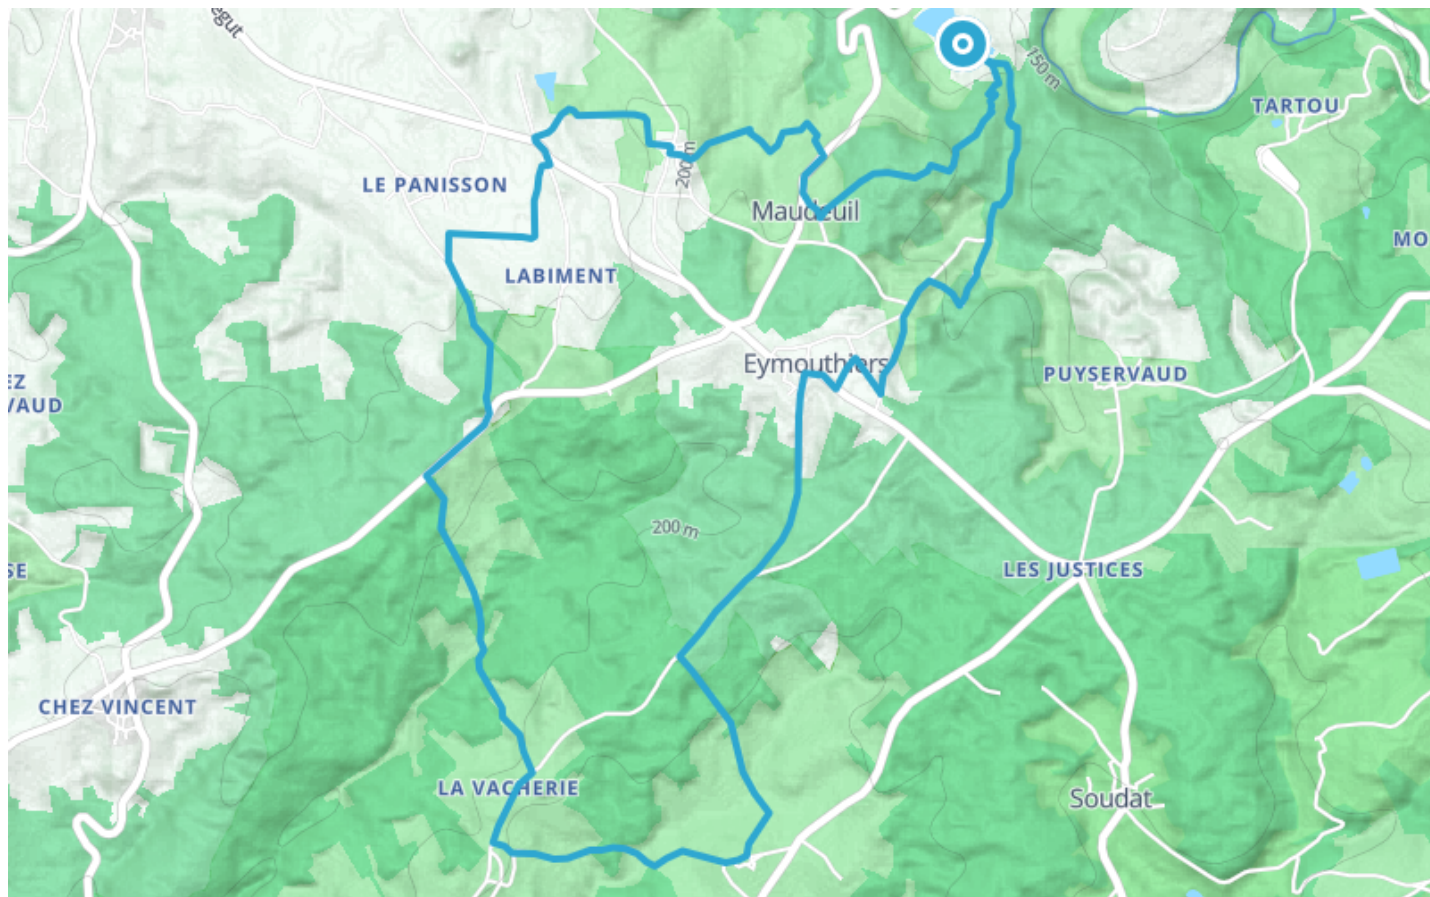 egut
150 m
TARTOU
200 m
LE PANISSON
Maudeuil
MO
LABIMENT
Eymouthiers
PUYSERVAUD
EZ
VAUD
200 m
SE
LES JUSTICES
CHEZ VINCENT
LA VACHERIE
Soudat